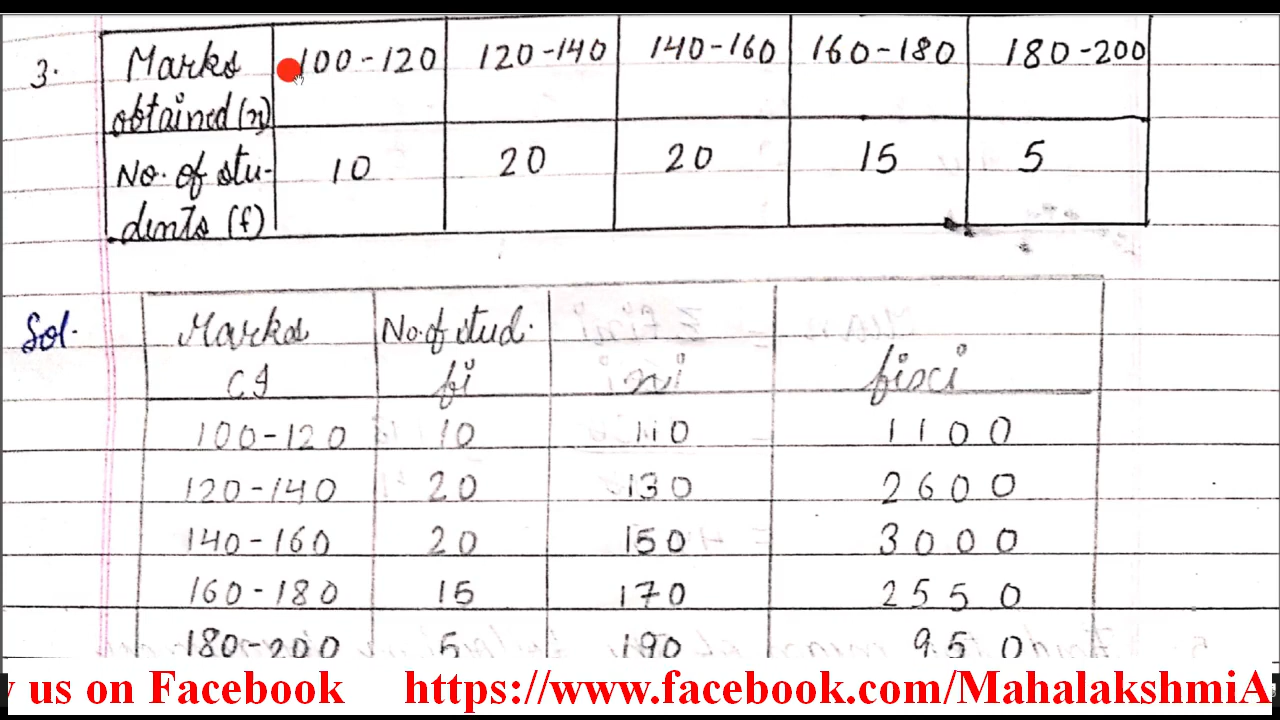 3. Marks obtained (x) 100-120 120-140 140-160 160-180 180-200
No. of stu-dents (f) 10 20 20 15 5
Sol. Marks CI No. of stud. fi xi fixi
100-120 10 110 1100
120-140 20 130 2600
140-160 20 150 3000
160-180 15 170 2550
180-200 5 190 950
us on Facebook https://www.facebook.com/MahalakshmiA